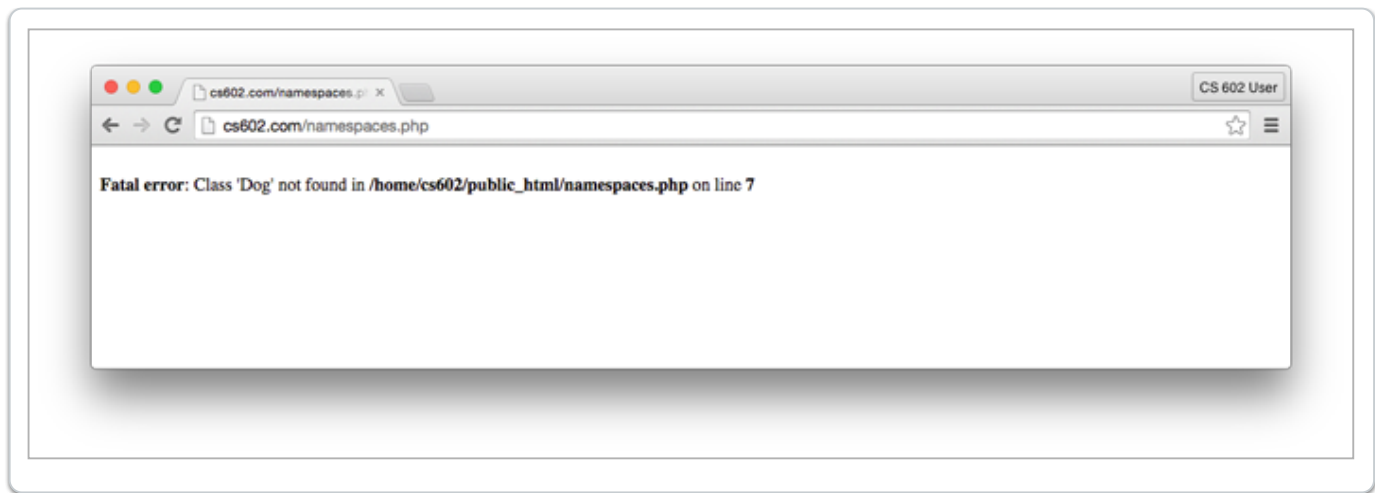 cs602.com/namespaces.p
CS 602 User
cs602.com/namespaces.php
Fatal error: Class 'Dog' not found in /home/cs602/public_html/namespaces.php on line 7